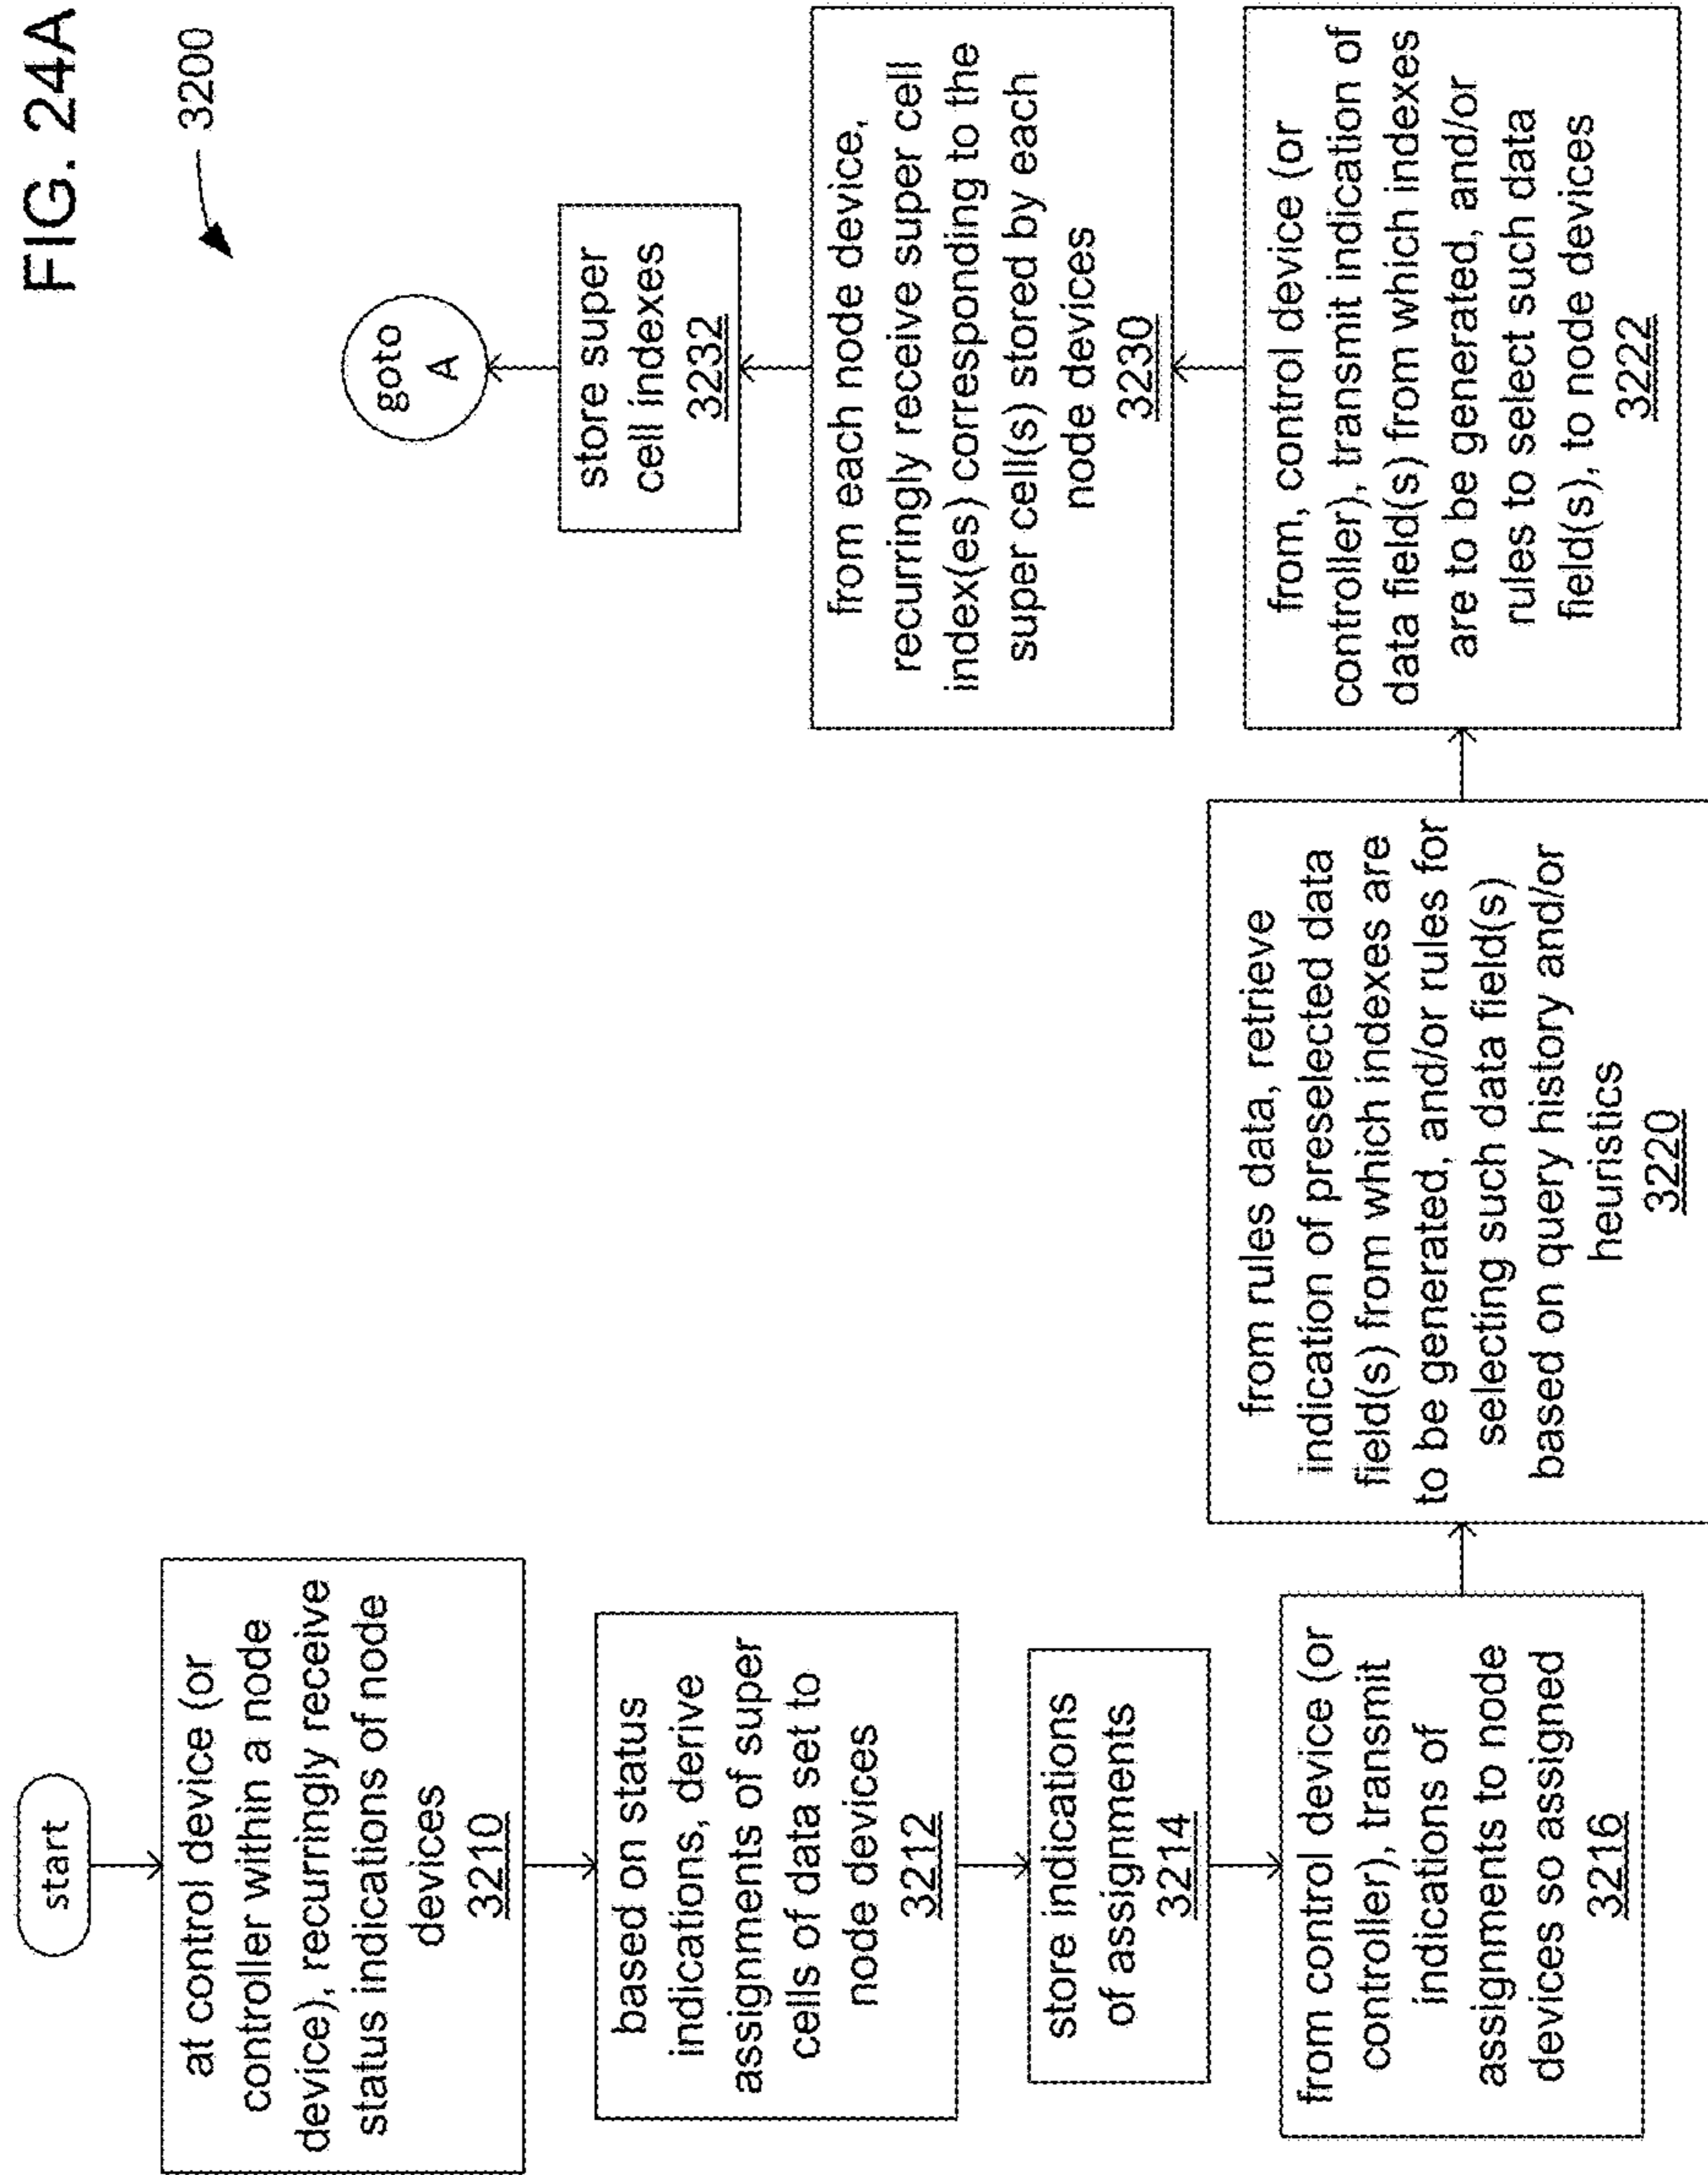 FIG. 24A
3200
start
at control device (or
controller within a node
device), recurringly receive
status indications of node
devices
3210
based on status
indications, derive
assignments of super
cells of data set to
node devices
3212
store indications
of assignments
3214
from control device (or
controller), transmit
indications of
assignments to node
devices so assigned
3216
from rules data, retrieve
indication of preselected data
field(s) from which indexes are
to be generated, and/or rules for
selecting such data field(s)
based on query history and/or
heuristics
3220
from, control device (or
controller), transmit indication of
data field(s) from which indexes
are to be generated, and/or
rules to select such data
field(s), to node devices
3222
from each node device,
recurringly receive super cell
index(es) corresponding to the
super cell(s) stored by each
node devices
3230
store super
cell indexes
3232
goto
A